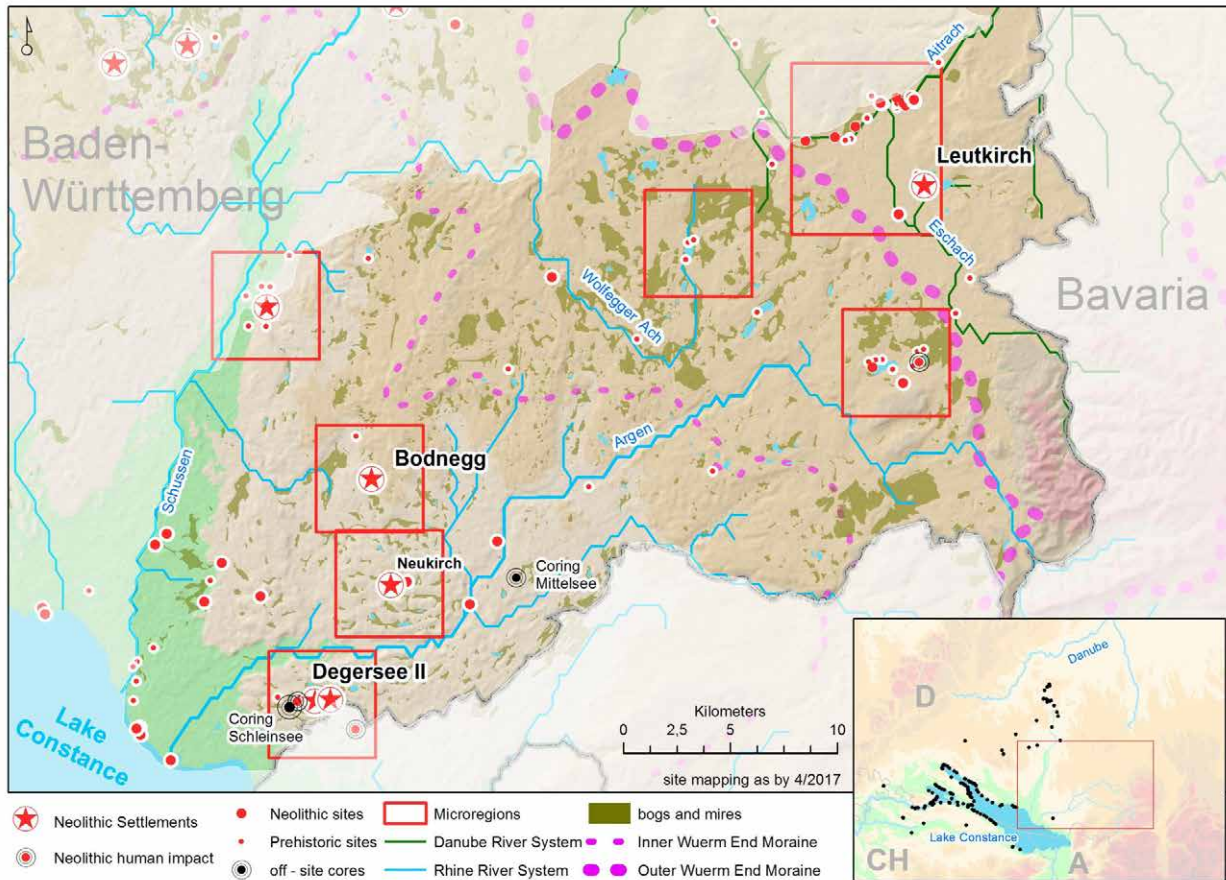 Baden-
Württemberg
Aitrach
Leutkirch
Eschach
Bavaria
Wolfegger Ach
Argen
Schussen
Bodnegg
Neukirch
Coring
Mittelsee
Degersee II
Coring
Schleinsee
Lake
Constance
Kilometers
0 2,5 5 10
site mapping as by 4/2017
Danube
D
Lake Constance
CH
A
Neolithic Settlements
Neolithic sites
Microregions
bogs and mires
Prehistoric sites
Danube River System
Inner Wuerm End Moraine
Neolithic human impact
off - site cores
Rhine River System
Outer Wuerm End Moraine